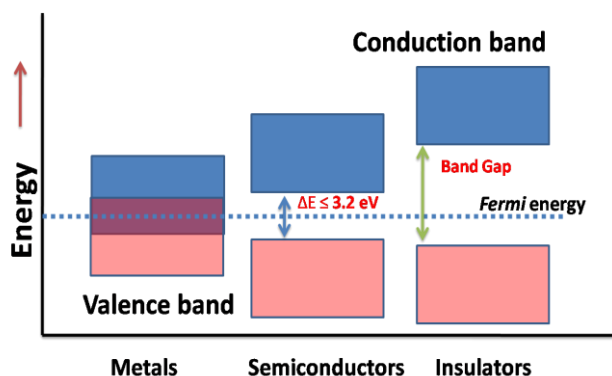 Conduction band
Energy
Band Gap
ΔE ≤ 3.2 eV
Fermi energy
Valence band
Metals
Semiconductors
Insulators